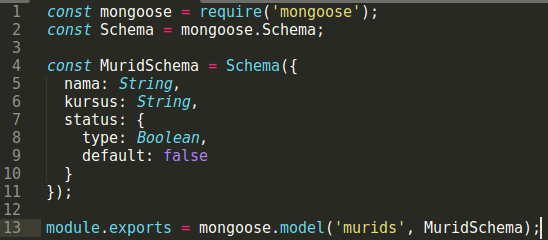 1 const mongoose = require('mongoose');
2 const Schema = mongoose.Schema;
3
4 const MuridSchema = Schema({
5   nama: String,
6   kursus: String,
7   status: {
8     type: Boolean,
9     default: false
10   }
11 });
12
13 module.exports = mongoose.model('murids', MuridSchema);